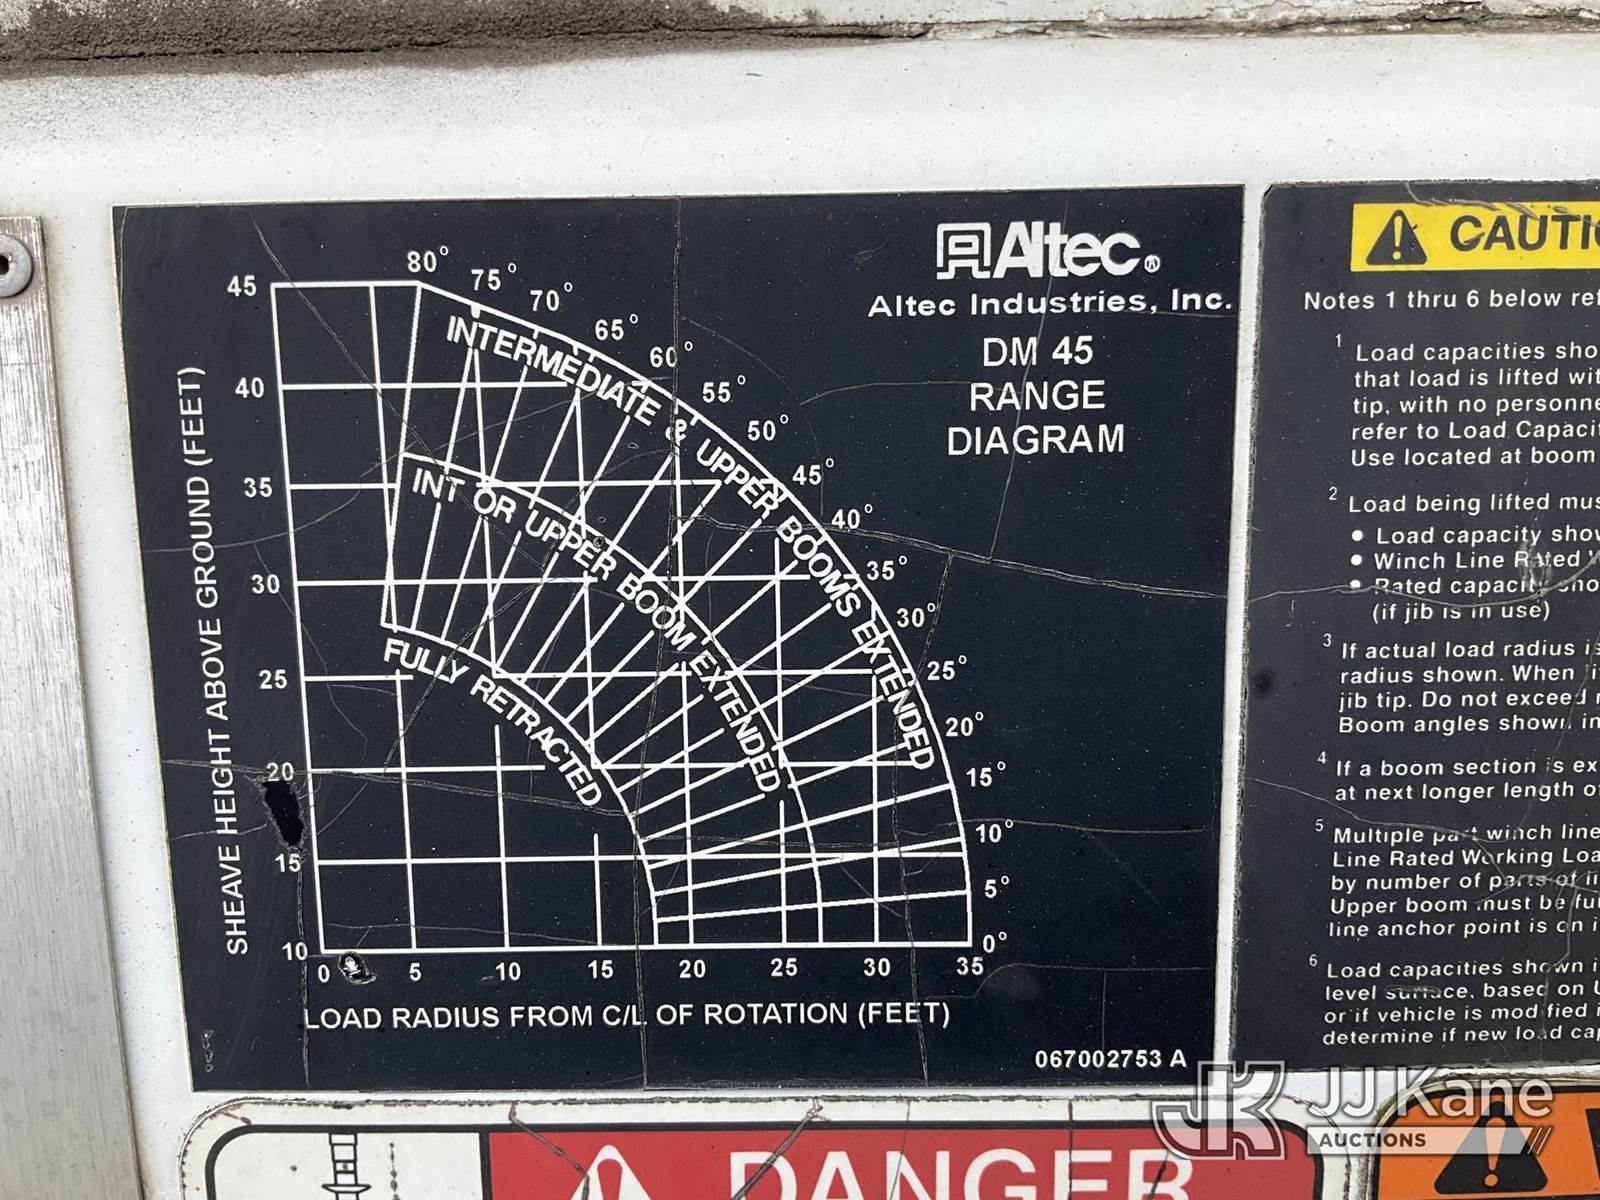 Altec®
Altec Industries, Inc.
DM 45
RANGE
DIAGRAM
80° 75° 70° 65° 60° 55° 50° 45° 40° 35° 30° 25° 20° 15° 10° 5° 0°
INTERMEDIATE & UPPER BOOMS EXTENDED
INT OR UPPER BOOM EXTENDED
FULLY RETRACTED
SHEAVE HEIGHT ABOVE GROUND (FEET)
45
40
35
30
25
20
15
10
0 5 10 15 20 25 30 35
LOAD RADIUS FROM C/L OF ROTATION (FEET)
067002753 A
CAUTI
Notes 1 thru 6 below ref
1 Load capacities sho
that load is lifted wit
tip, with no personne
refer to Load Capacit
Use located at boom
2 Load being lifted mus
• Load capacity show
• Winch Line Rated
• Rated capacity sho
(if jib is in use)
3 If actual load radius is
radius shown. When
jib tip. Do not exceed
Boom angles shown in
4 If a boom section is ex
at next longer length of
5 Multiple part winch line
Line Rated Working Loa
by number of parts of li
Upper boom must be fu
line anchor point is on i
6 Load capacities shown i
level surface, based on
or if vehicle is modified i
determine if new load cap
DANGER
JK JJ Kane
AUCTIONS